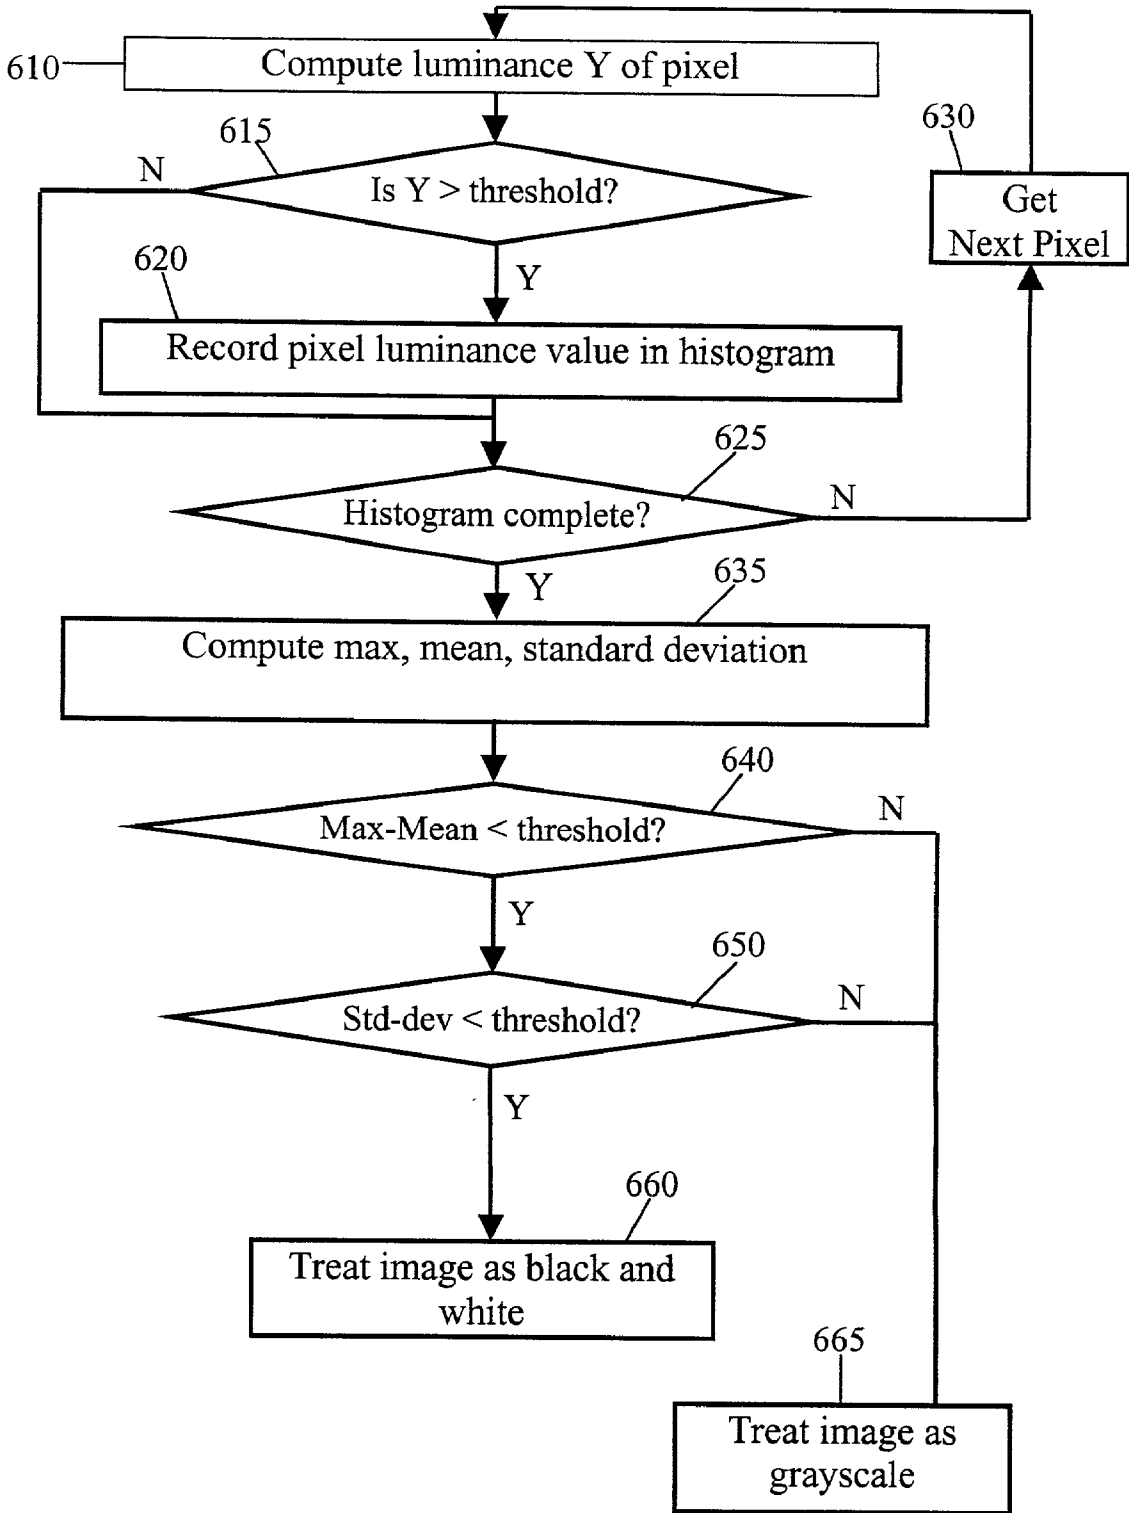 610
Compute luminance Y of pixel
615
N
Is Y > threshold?
630
Get
Next Pixel
620
Y
Record pixel luminance value in histogram
625
N
Histogram complete?
Y
635
Compute max, mean, standard deviation
640
N
Max-Mean < threshold?
Y
650
N
Std-dev < threshold?
Y
660
Treat image as black and
white
665
Treat image as
grayscale